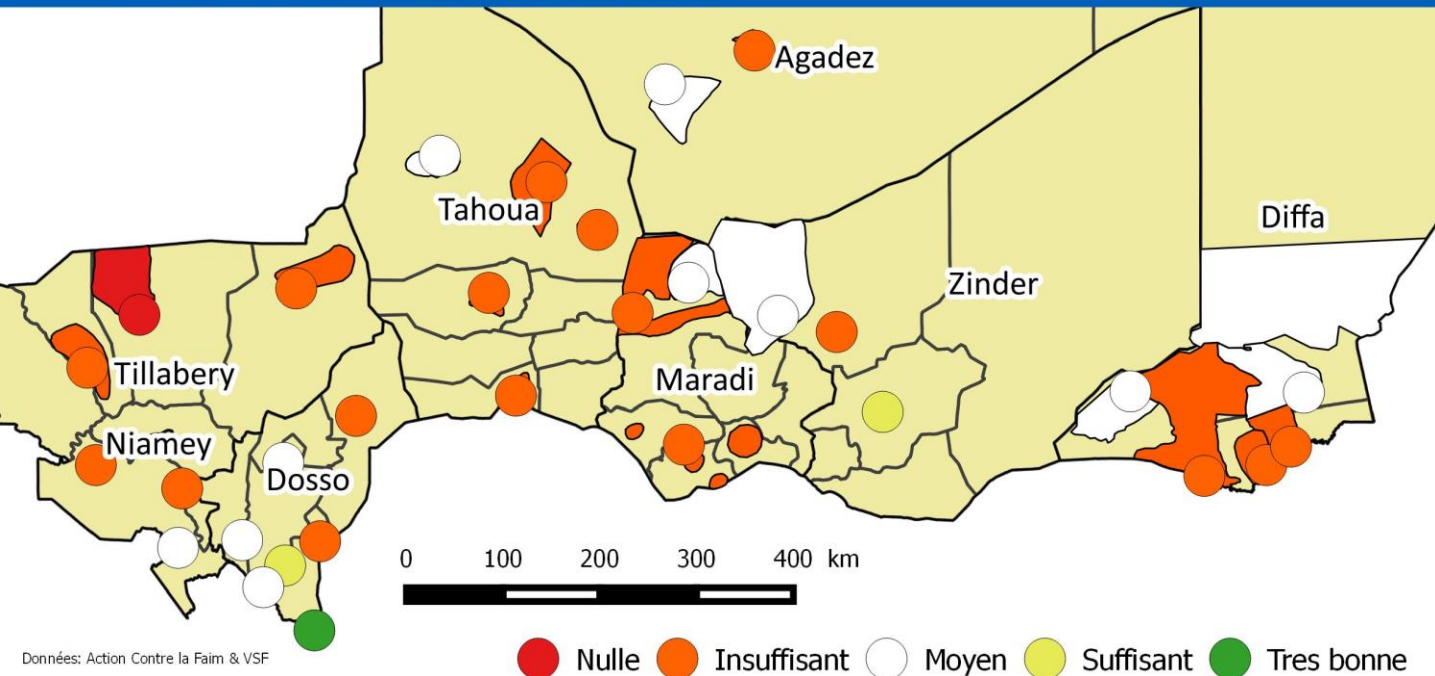 Agadez
Tahoua
Diffa
Zinder
Tillabery
Maradi
Niamey
Dosso
0 100 200 300 400 km
Données: Action Contre la Faim & VSF
Nulle Insuffisant Moyen Suffisant Tres bonne